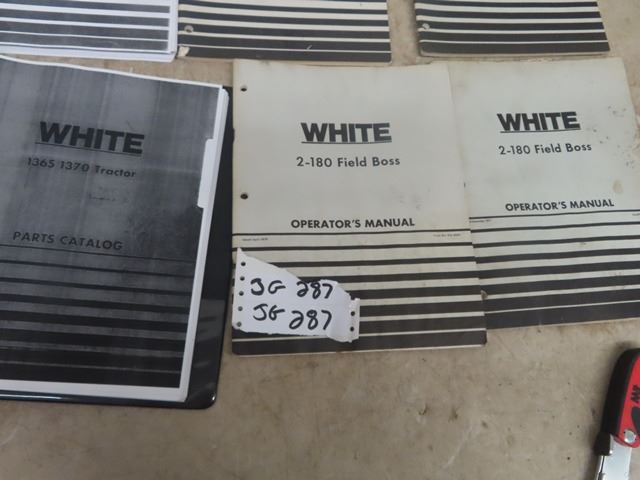 WHITE
1365 1370 Tractor
PARTS CATALOG
WHITE
2-180 Field Boss
OPERATOR'S MANUAL
JG 287
JG 287
WHITE
2-180 Field Boss
OPERATOR'S MANUAL